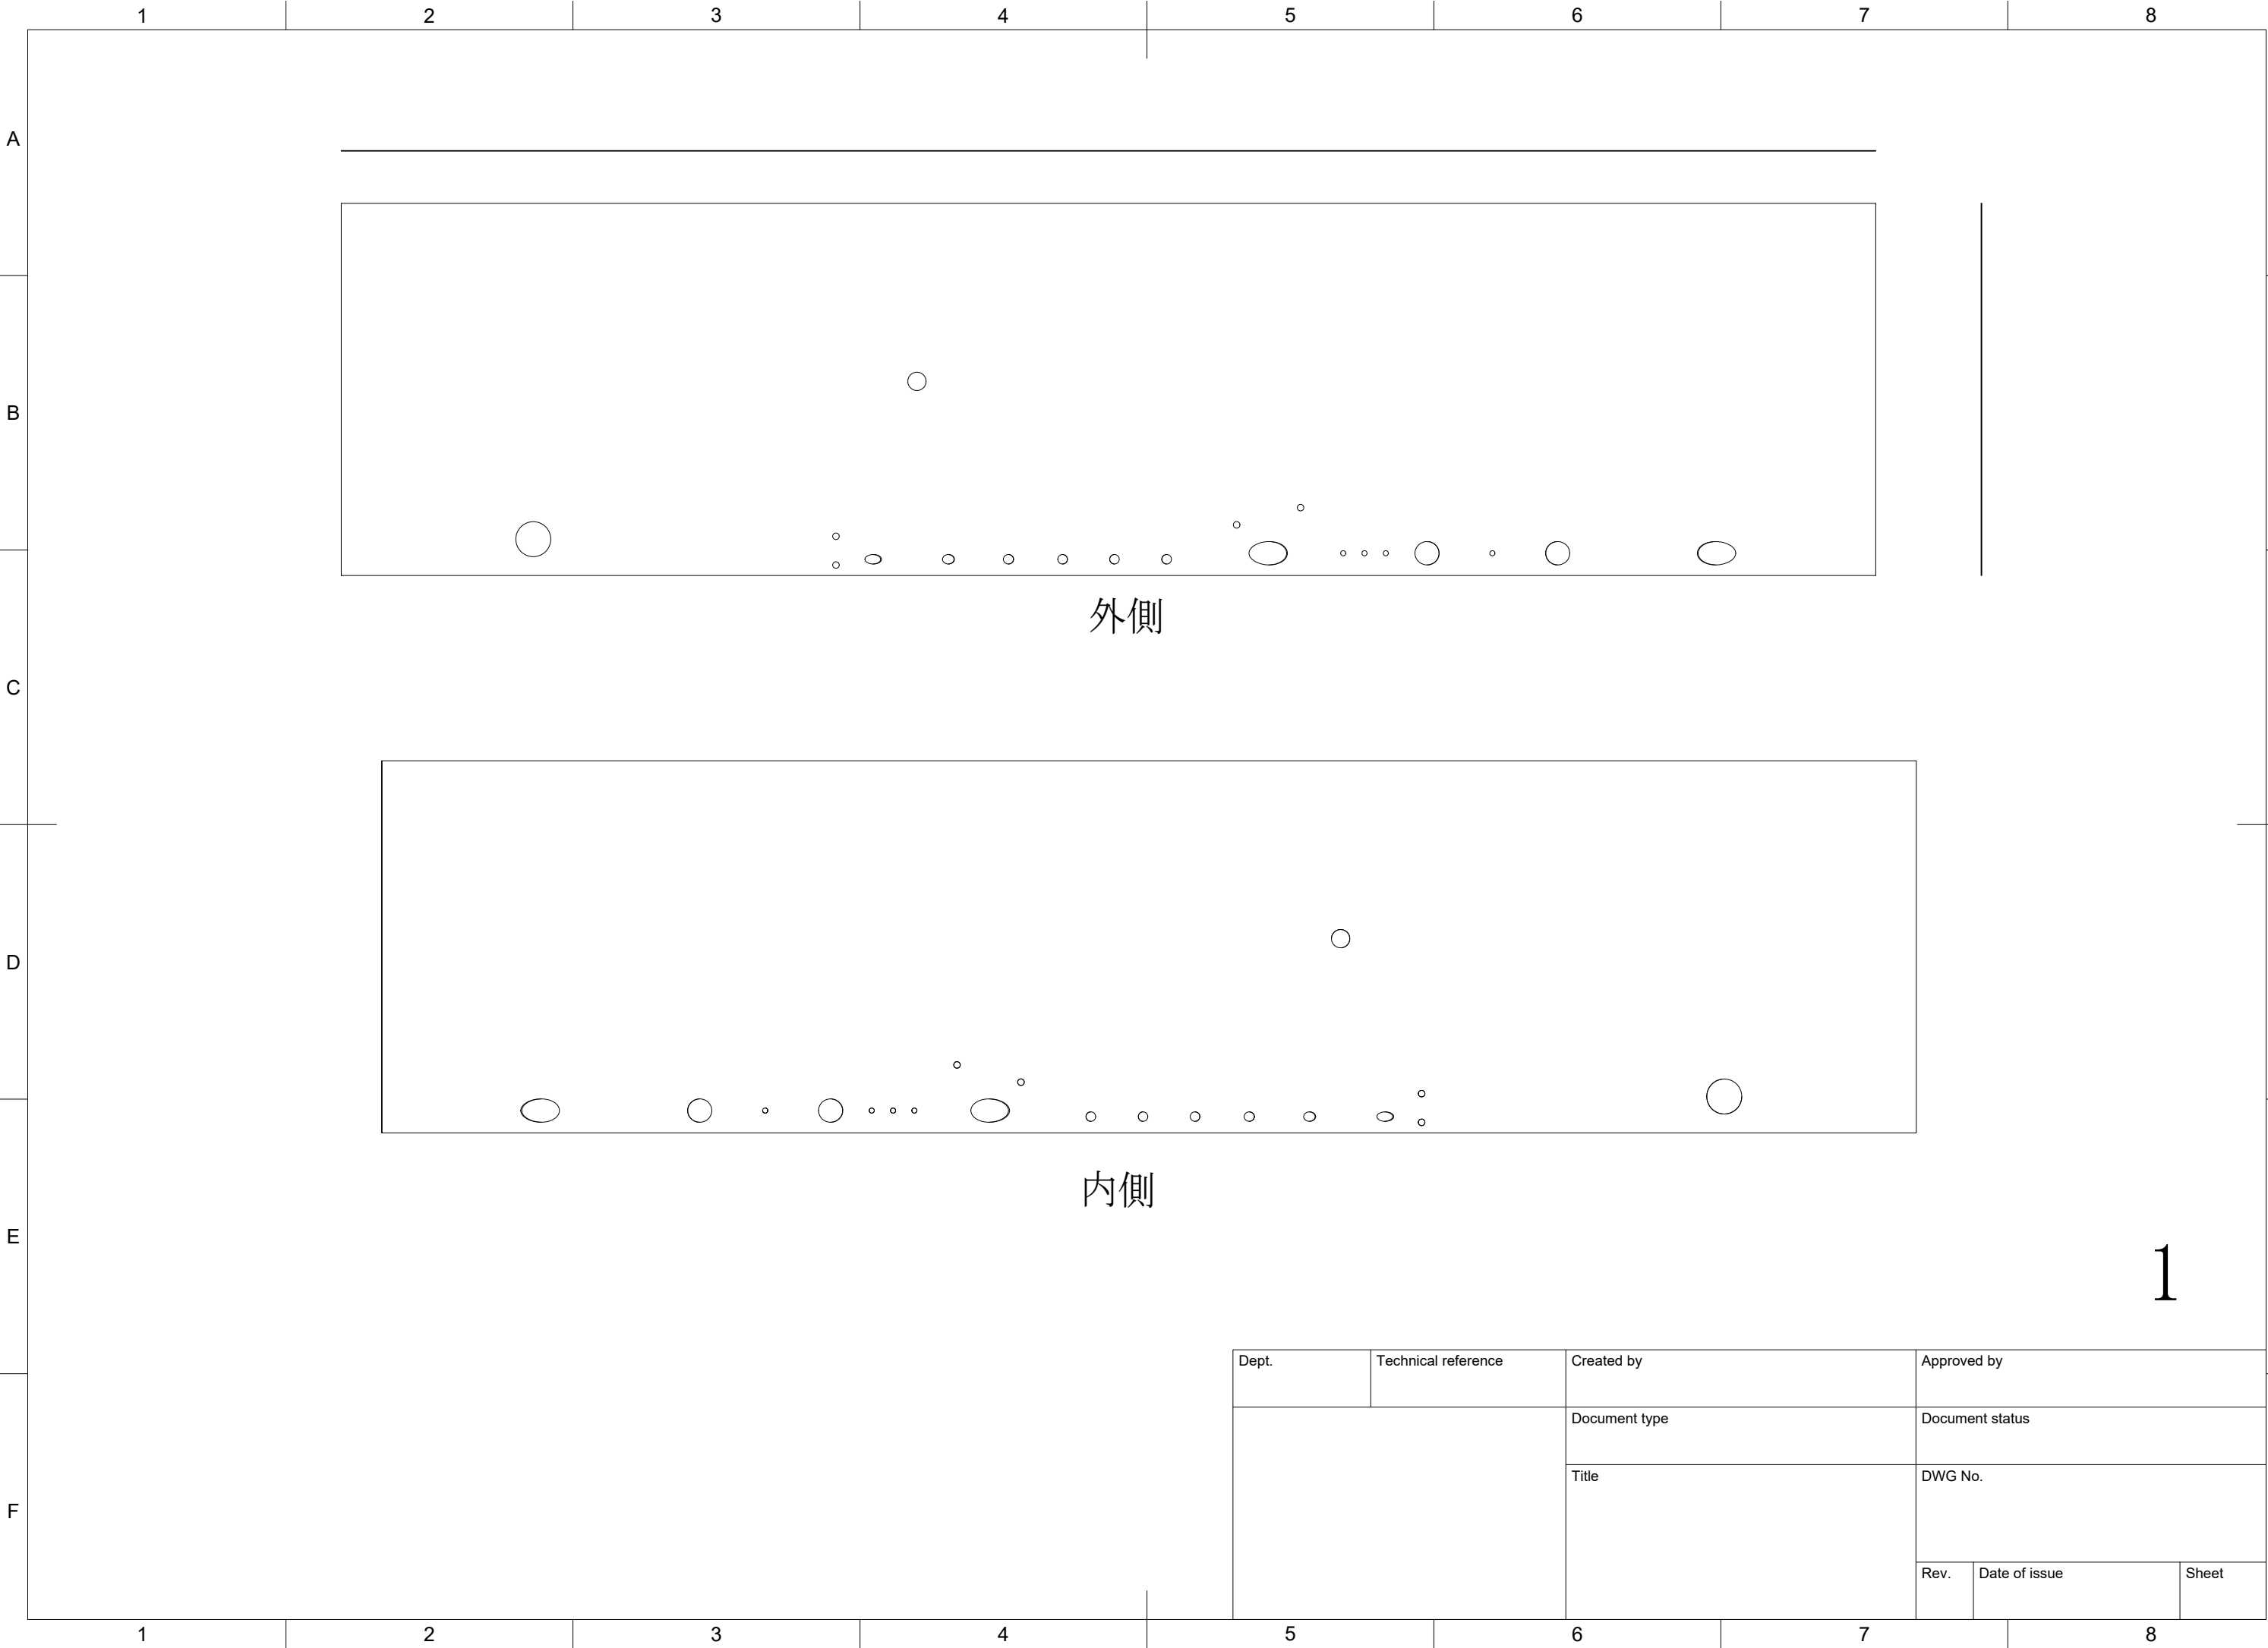 1 2 3 4 5 6 7 8
A
B
外側
C
D
内側
E
1
Dept. Technical reference Created by Approved by
Document type Document status
Title DWG No.
F
Rev. Date of issue Sheet
1 2 3 4 5 6 7 8